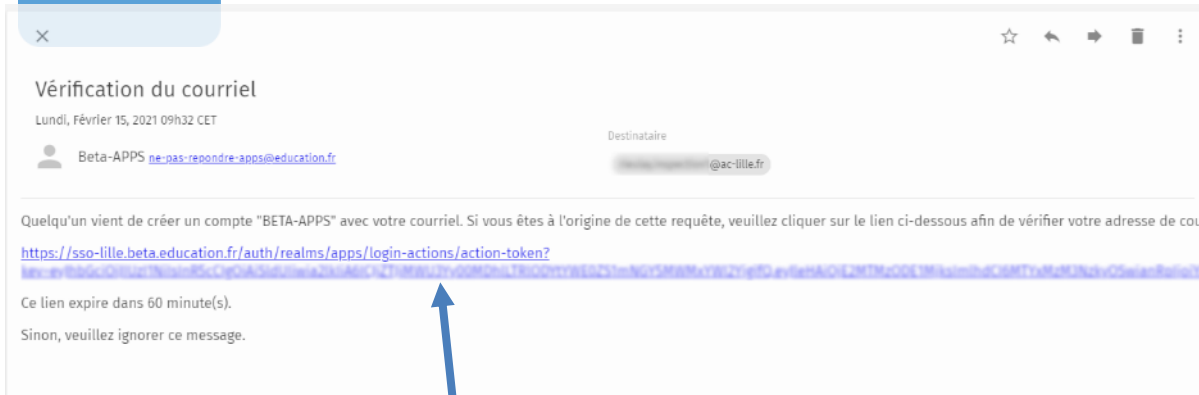 Vérification du courriel
Lundi, Février 15, 2021 09h32 CET
Destinataire
Beta-APPS ne-pas-repondre-apps@education.fr
@ac-lille.fr
Quelqu'un vient de créer un compte "BETA-APPS" avec votre courriel. Si vous êtes à l'origine de cette requête, veuillez cliquer sur le lien ci-dessous afin de vérifier votre adresse de cou
https://sso-lille.beta.education.fr/auth/realms/apps/login-actions/action-token?
Ce lien expire dans 60 minute(s).
Sinon, veuillez ignorer ce message.